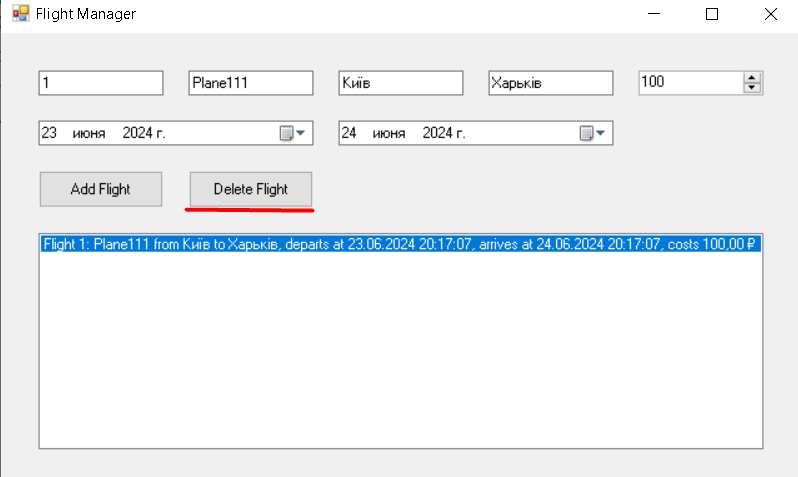 Flight Manager
1 Plane111 Київ Харьків 100
23 июня 2024 г. 24 июня 2024 г.
Add Flight Delete Flight
Flight 1: Plane111 from Київ to Харьків, departs at 23.06.2024 20:17:07, arrives at 24.06.2024 20:17:07, costs 100,00 ₽